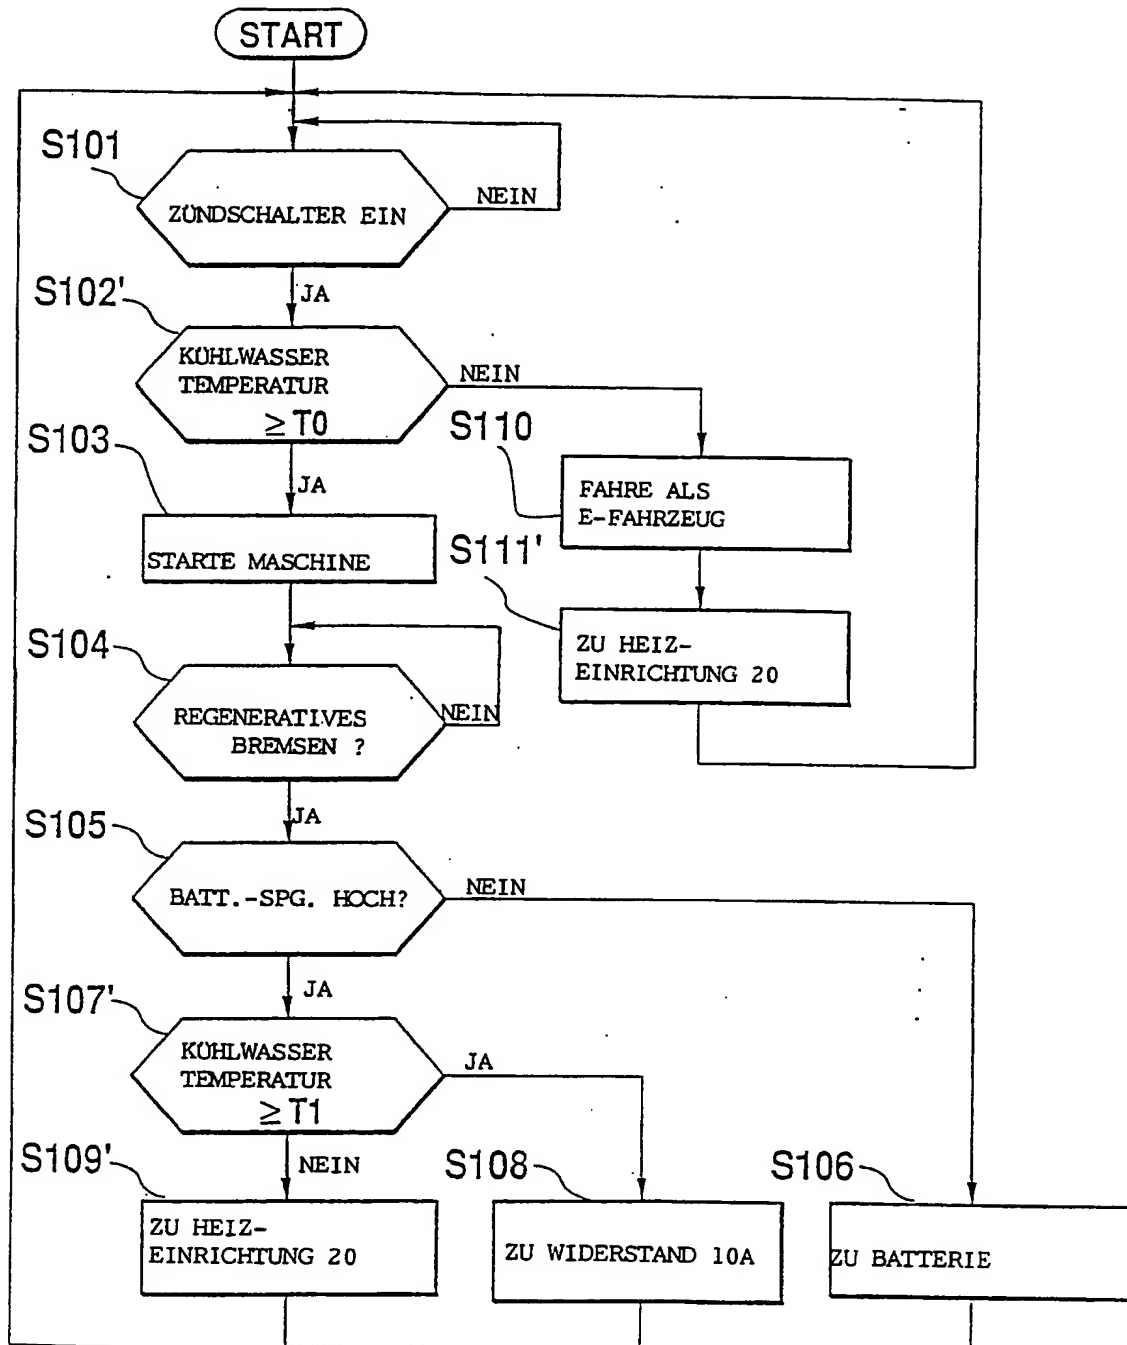 START
S101
ZÜNDSCHALTER EIN
NEIN
JA
S102'
KÜHLWASSER
TEMPERATUR
≥ T0
NEIN
JA
S110
FAHRE ALS
E-FAHRZEUG
S103
STARTE MASCHINE
S111'
ZU HEIZ-
EINRICHTUNG 20
S104
REGENERATIVES
BREMSEN ?
NEIN
JA
S105
BATT.-SPG. HOCH?
NEIN
JA
S107'
KÜHLWASSER
TEMPERATUR
≥ T1
JA
NEIN
S109'
ZU HEIZ-
EINRICHTUNG 20
S108
ZU WIDERSTAND 10A
S106
ZU BATTERIE